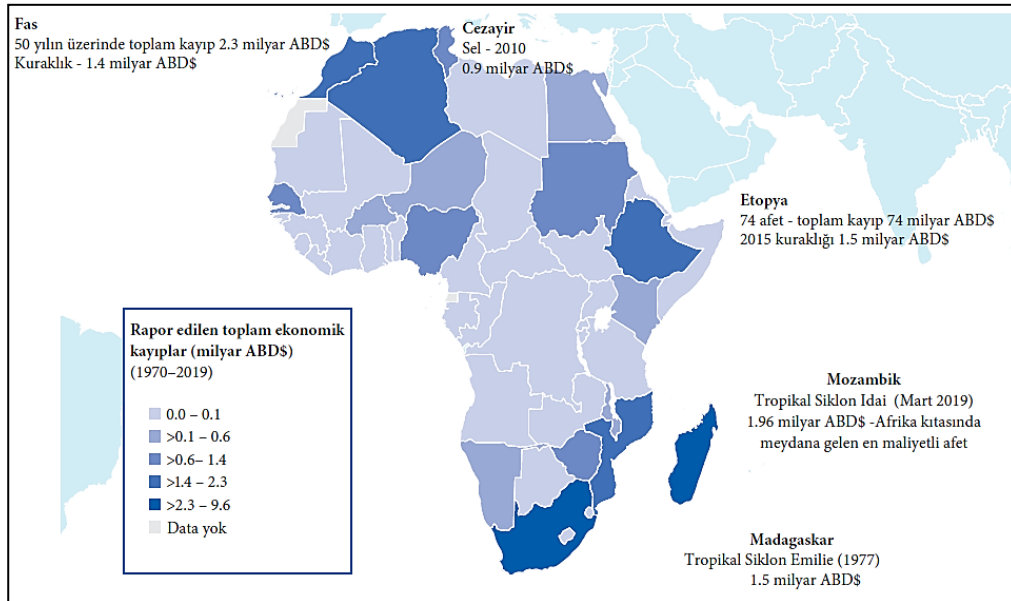 Fas
50 yılın üzerinde toplam kayıp 2.3 milyar ABD$
Kuraklık - 1.4 milyar ABD$
Cezayir
Sel - 2010
0.9 milyar ABD$
Etopya
74 afet - toplam kayıp 74 milyar ABD$
2015 kuraklığı 1.5 milyar ABD$
Rapor edilen toplam ekonomik
kayıplar (milyar ABD$)
(1970–2019)
0.0 – 0.1
>0.1 – 0.6
>0.6– 1.4
>1.4 – 2.3
>2.3 – 9.6
Data yok
Mozambik
Tropikal Siklon Idai (Mart 2019)
1.96 milyar ABD$ -Afrika kıtasında
meydana gelen en maliyetli afet
Madagaskar
Tropikal Siklon Emilie (1977)
1.5 milyar ABD$